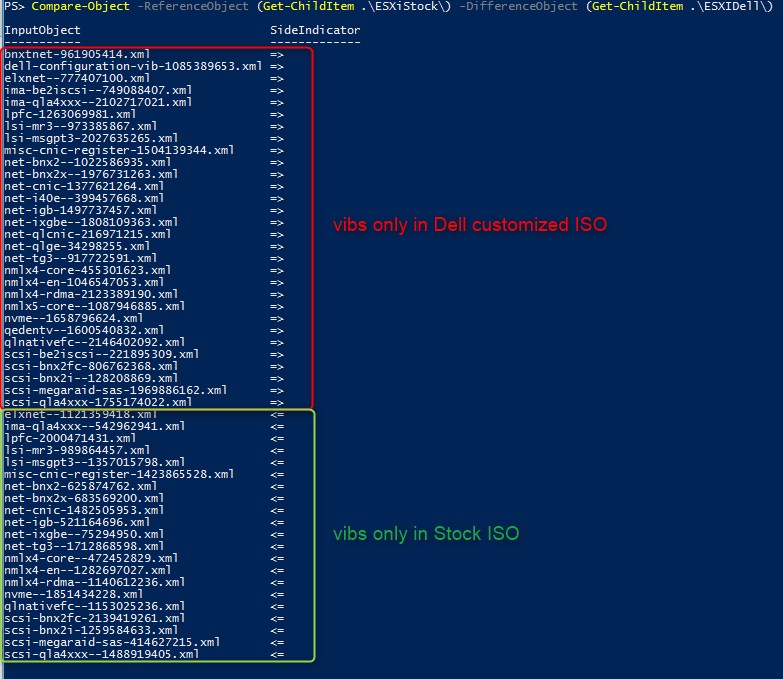 PS> Compare-Object -ReferenceObject (Get-ChildItem .\ESXiStock\) -DifferenceObject (Get-ChildItem .\ESXIDell\)
InputObject SideIndicator
----------- -------------
bnxtnet-961905414.xml =>
dell-configuration-vib-1085389653.xml =>
elxnet--777407100.xml =>
ima-be2iscsi--749088407.xml =>
ima-qla4xxx--2102717021.xml =>
lpfc-1263069981.xml =>
lsi-mr3--973385867.xml =>
lsi-msgpt3-2027635265.xml =>
misc-cnic-register-1504139344.xml =>
net-bnx2--1022586935.xml =>
net-bnx2x--1976731263.xml =>
net-cnic-1377621264.xml =>
net-i40e--399457668.xml =>
net-igb-1497737457.xml =>
net-ixgbe--1808109363.xml =>
net-qlcnic-216971215.xml =>
vibs only in Dell customized ISO
net-qlge-34298255.xml =>
net-tg3--917722591.xml =>
nmlx4-core-455301623.xml =>
nmlx4-en-1046547053.xml =>
nmlx4-rdma-2123389190.xml =>
nmlx5-core--1087946885.xml =>
nvme--1658796624.xml =>
qedentv--1600540832.xml =>
qlnativefc--2146402092.xml =>
scsi-be2iscsi--221895309.xml =>
scsi-bnx2fc-806762368.xml =>
scsi-bnx2i--128208869.xml =>
scsi-megaraid-sas-1969886162.xml =>
scsi-qla4xxx-1755174022.xml =>
elxnet--1121359418.xml <=
ima-qla4xxx--542962941.xml <=
lpfc-2000471431.xml <=
lsi-mr3-989864457.xml <=
lsi-msgpt3--1357015798.xml <=
misc-cnic-register-1423865528.xml <=
net-bnx2-625874762.xml <=
net-bnx2x-683569200.xml <=
net-cnic-1482505953.xml <=
net-igb-521164696.xml <=
net-ixgbe--75294950.xml <=
vibs only in Stock ISO
net-tg3--1712868598.xml <=
nmlx4-core--472452829.xml <=
nmlx4-en--1282697027.xml <=
nmlx4-rdma--1140612236.xml <=
nvme--1851434228.xml <=
qlnativefc--1153025236.xml <=
scsi-bnx2fc-2139419261.xml <=
scsi-bnx2i-1259584633.xml <=
scsi-megaraid-sas-414627215.xml <=
scsi-qla4xxx--1488919405.xml <=